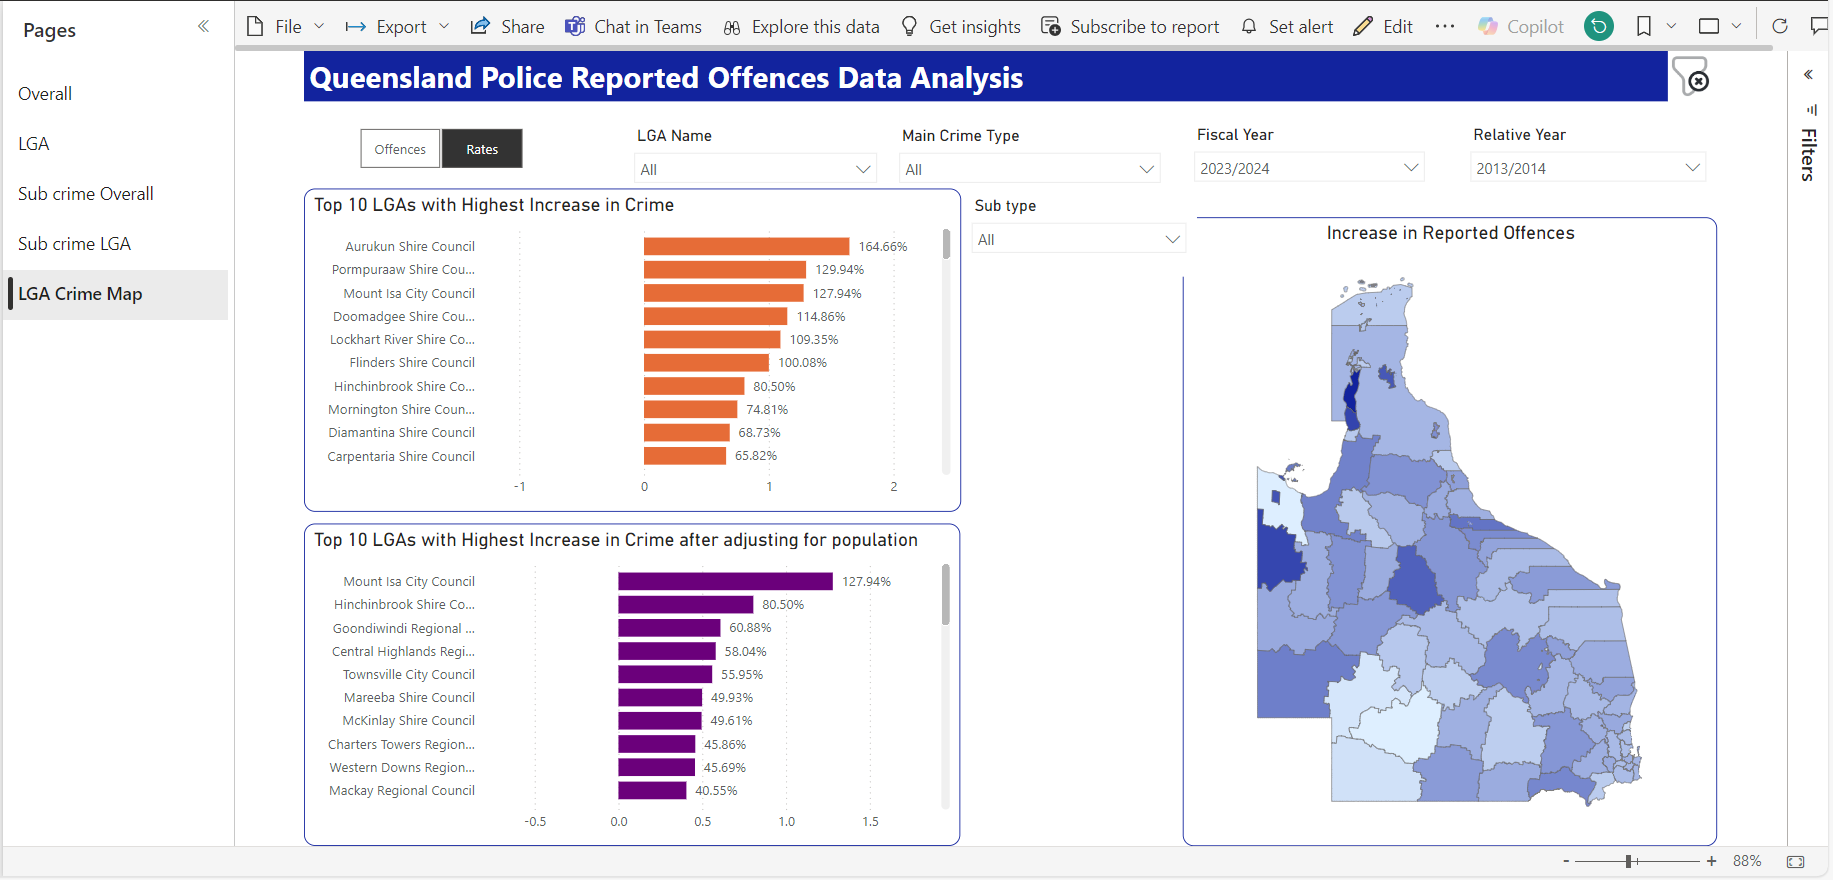 Pages
File
Export
Share
Chat in Teams
Explore this data
Get insights
Subscribe to report
Set alert
Edit
Copilot
Overall
LGA
Sub crime Overall
Sub crime LGA
LGA Crime Map
Queensland Police Reported Offences Data Analysis
Filters
Offences
Rates
LGA Name
All
Main Crime Type
All
Fiscal Year
2023/2024
Relative Year
2013/2014
Sub type
All
Top 10 LGAs with Highest Increase in Crime
Aurukun Shire Council 164.66%
Pormpuraaw Shire Cou... 129.94%
Mount Isa City Council 127.94%
Doomadgee Shire Cou... 114.86%
Lockhart River Shire Co... 109.35%
Flinders Shire Council 100.08%
Hinchinbrook Shire Co... 80.50%
Mornington Shire Coun... 74.81%
Diamantina Shire Council 68.73%
Carpentaria Shire Council 65.82%
-1 0 1 2
Top 10 LGAs with Highest Increase in Crime after adjusting for population
Mount Isa City Council 127.94%
Hinchinbrook Shire Co... 80.50%
Goondiwindi Regional ... 60.88%
Central Highlands Regi... 58.04%
Townsville City Council 55.95%
Mareeba Shire Council 49.93%
McKinlay Shire Council 49.61%
Charters Towers Region... 45.86%
Western Downs Region... 45.69%
Mackay Regional Council 40.55%
-0.5 0.0 0.5 1.0 1.5
Increase in Reported Offences
- + 88%